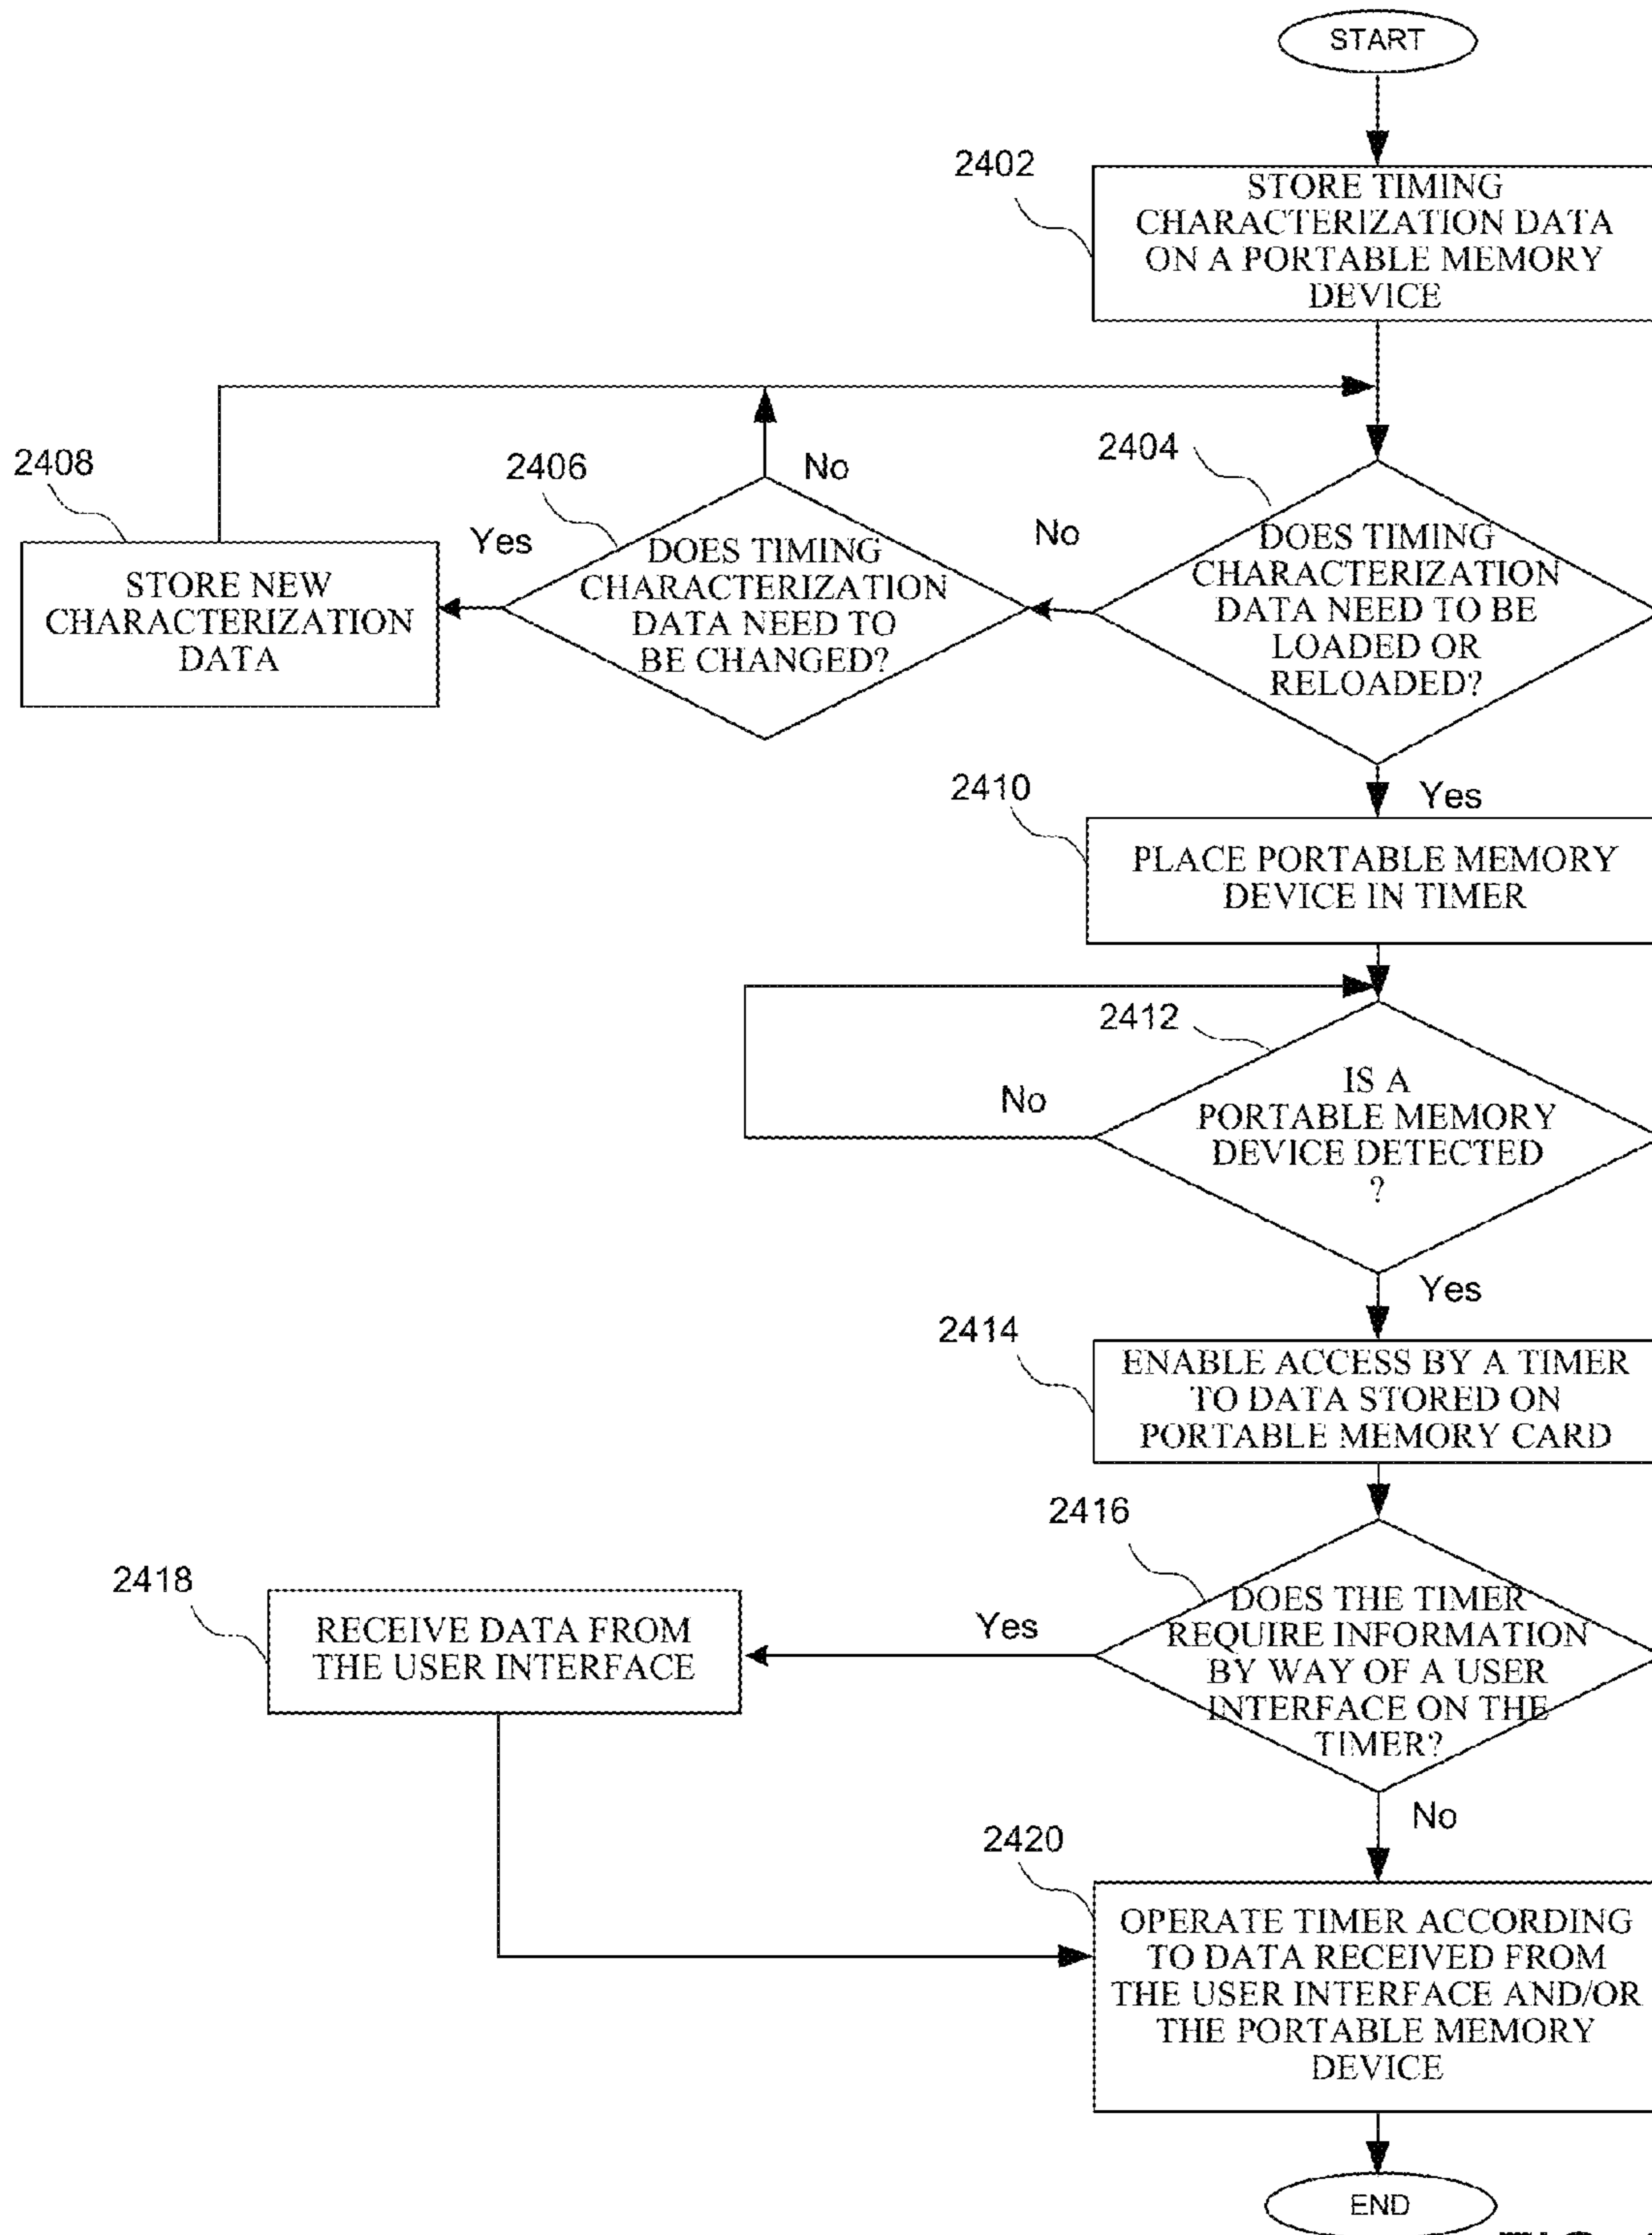 START
2402
STORE TIMING
CHARACTERIZATION DATA
ON A PORTABLE MEMORY
DEVICE
2404
DOES TIMING
CHARACTERIZATION
DATA NEED TO BE
LOADED OR
RELOADED?
No
2406
DOES TIMING
CHARACTERIZATION
DATA NEED TO
BE CHANGED?
No
Yes
2408
STORE NEW
CHARACTERIZATION
DATA
Yes
2410
PLACE PORTABLE MEMORY
DEVICE IN TIMER
2412
IS A
PORTABLE MEMORY
DEVICE DETECTED
?
No
Yes
2414
ENABLE ACCESS BY A TIMER
TO DATA STORED ON
PORTABLE MEMORY CARD
2416
DOES THE TIMER
REQUIRE INFORMATION
BY WAY OF A USER
INTERFACE ON THE
TIMER?
Yes
2418
RECEIVE DATA FROM
THE USER INTERFACE
No
2420
OPERATE TIMER ACCORDING
TO DATA RECEIVED FROM
THE USER INTERFACE AND/OR
THE PORTABLE MEMORY
DEVICE
END